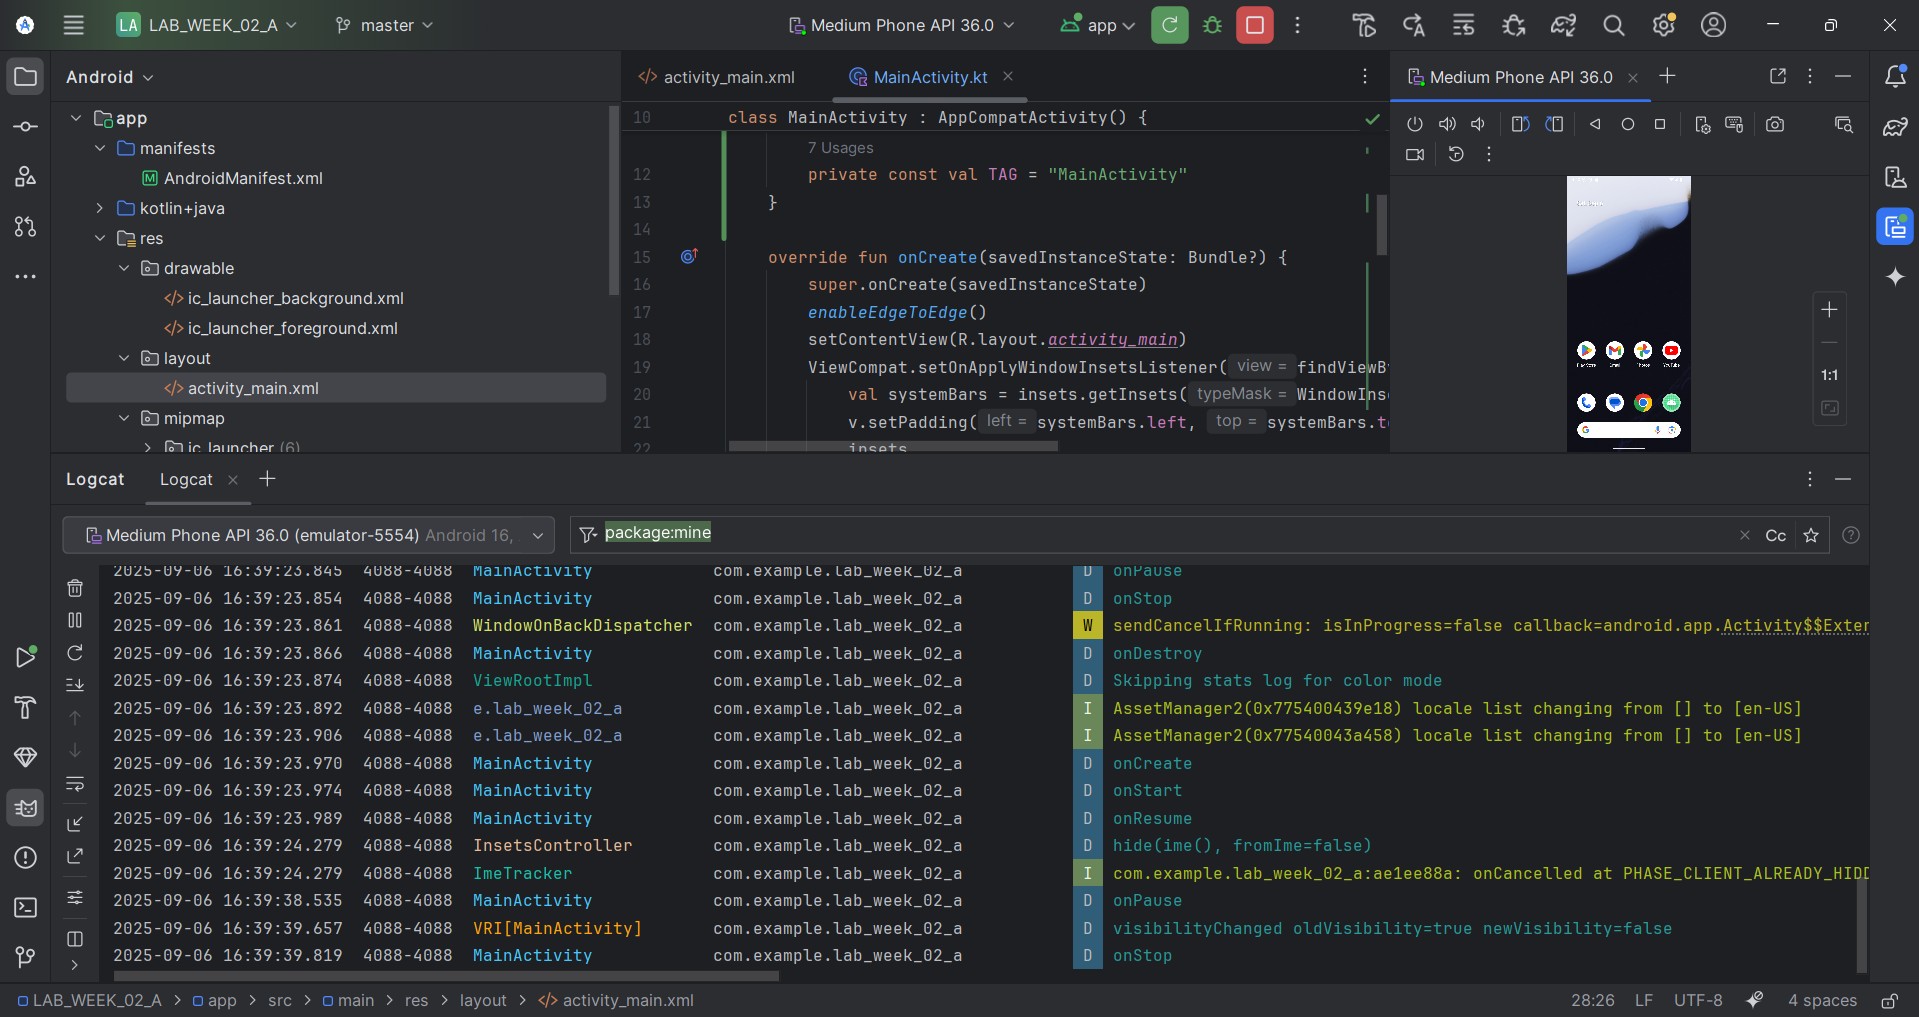 LA LAB_WEEK_02_A master Medium Phone API 36.0 app
Android
app
manifests
AndroidManifest.xml
kotlin+java
res
drawable
ic_launcher_background.xml
ic_launcher_foreground.xml
layout
activity_main.xml
mipmap
ic_launcher (6)
activity_main.xml MainActivity.kt
10 class MainActivity : AppCompatActivity() {
7 Usages
12 private const val TAG = "MainActivity"
13 }
14
15 override fun onCreate(savedInstanceState: Bundle?) {
16 super.onCreate(savedInstanceState)
17 enableEdgeToEdge()
18 setContentView(R.layout.activity_main)
19 ViewCompat.setOnApplyWindowInsetsListener( view = findViewB
20 val systemBars = insets.getInsets( typeMask = WindowIns
21 v.setPadding( left = systemBars.left, top = systemBars.t
22 insets
Medium Phone API 36.0
1:1
Logcat Logcat
Medium Phone API 36.0 (emulator-5554) Android 16, package:mine Cc
2025-09-06 16:39:23.845 4088-4088 MainActivity com.example.lab_week_02_a D onPause
2025-09-06 16:39:23.854 4088-4088 MainActivity com.example.lab_week_02_a D onStop
2025-09-06 16:39:23.861 4088-4088 WindowOnBackDispatcher com.example.lab_week_02_a W sendCancelIfRunning: isInProgress=false callback=android.app.Activity$$Exter
2025-09-06 16:39:23.866 4088-4088 MainActivity com.example.lab_week_02_a D onDestroy
2025-09-06 16:39:23.874 4088-4088 ViewRootImpl com.example.lab_week_02_a D Skipping stats log for color mode
2025-09-06 16:39:23.892 4088-4088 e.lab_week_02_a com.example.lab_week_02_a I AssetManager2(0x775400439e18) locale list changing from [] to [en-US]
2025-09-06 16:39:23.906 4088-4088 e.lab_week_02_a com.example.lab_week_02_a I AssetManager2(0x77540043a458) locale list changing from [] to [en-US]
2025-09-06 16:39:23.970 4088-4088 MainActivity com.example.lab_week_02_a D onCreate
2025-09-06 16:39:23.974 4088-4088 MainActivity com.example.lab_week_02_a D onStart
2025-09-06 16:39:23.989 4088-4088 MainActivity com.example.lab_week_02_a D onResume
2025-09-06 16:39:24.279 4088-4088 InsetsController com.example.lab_week_02_a D hide(ime(), fromIme=false)
2025-09-06 16:39:24.279 4088-4088 ImeTracker com.example.lab_week_02_a I com.example.lab_week_02_a:ae1ee88a: onCancelled at PHASE_CLIENT_ALREADY_HIDD
2025-09-06 16:39:38.535 4088-4088 MainActivity com.example.lab_week_02_a D onPause
2025-09-06 16:39:39.657 4088-4088 VRI[MainActivity] com.example.lab_week_02_a D visibilityChanged oldVisibility=true newVisibility=false
2025-09-06 16:39:39.819 4088-4088 MainActivity com.example.lab_week_02_a D onStop
LAB_WEEK_02_A > app > src > main > res > layout > activity_main.xml 28:26 LF UTF-8 4 spaces